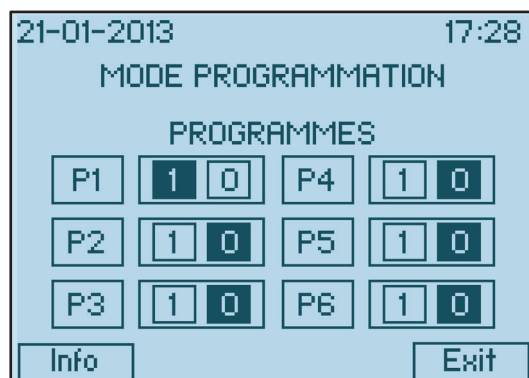 21-01-2013 17:28
MODE PROGRAMMATION
PROGRAMMES
P1 1 0 P4 1 0
P2 1 0 P5 1 0
P3 1 0 P6 1 0
Info Exit